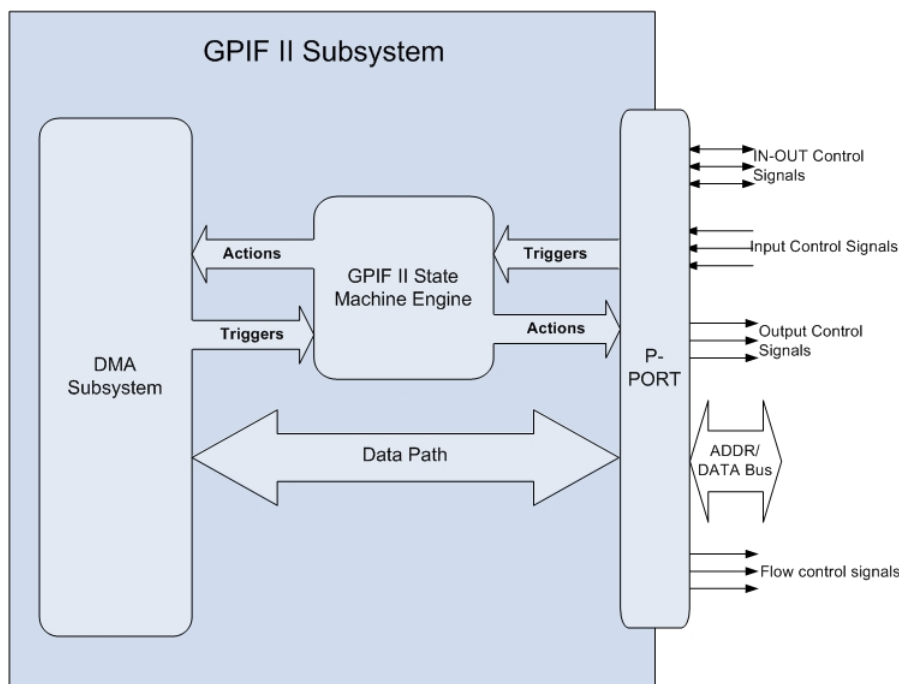 GPIF II Subsystem
IN-OUT Control
Signals
Actions
Triggers
Input Control Signals
GPIF II State
Machine Engine
Triggers
Actions
Output Control
Signals
DMA
Subsystem
P-
PORT
Data Path
ADDR/
DATA Bus
Flow control signals